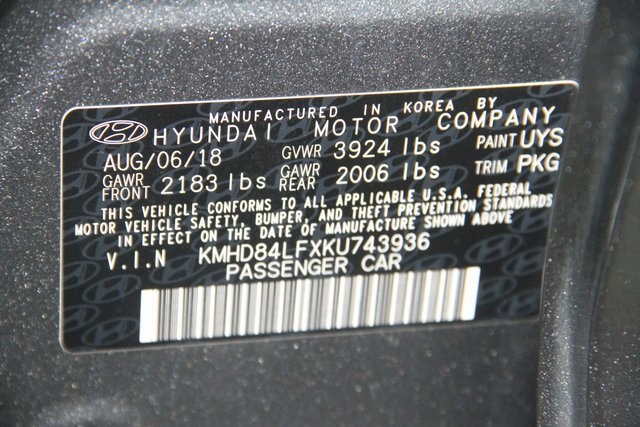 MANUFACTURED IN KOREA BY
HYUNDAI MOTOR COMPANY
AUG/06/18 GVWR 3924 lbs PAINT UYS
GAWR FRONT 2183 lbs GAWR REAR 2006 lbs TRIM PKG
THIS VEHICLE CONFORMS TO ALL APPLICABLE U.S.A. FEDERAL
MOTOR VEHICLE SAFETY, BUMPER, AND THEFT PREVENTION STANDARDS
IN EFFECT ON THE DATE OF MANUFACTURE SHOWN ABOVE
V.I.N KMHD84LFXKU743936
PASSENGER CAR